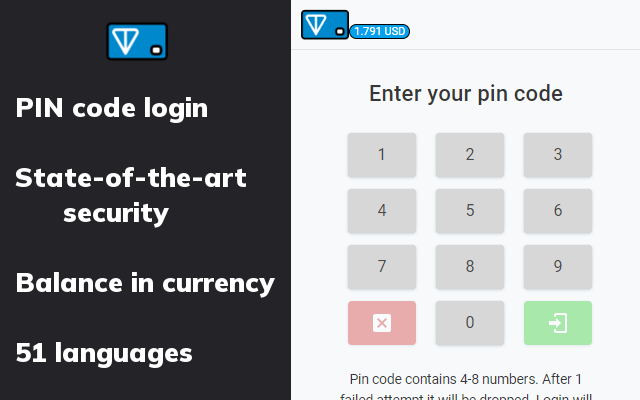 PIN code login
State-of-the-art
security
Balance in currency
51 languages
1.791 USD
Enter your pin code
1 2 3
4 5 6
7 8 9
0
Pin code contains 4-8 numbers. After 1
failed attempt it will be dropped. Login will